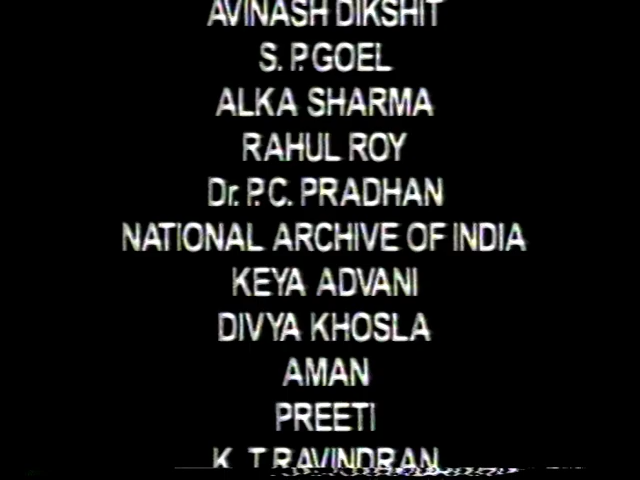 AVINASH DIKSHIT
S. P. GOEL
ALKA SHARMA
RAHUL ROY
Dr. P. C. PRADHAN
NATIONAL ARCHIVE OF INDIA
KEYA ADVANI
DIVYA KHOSLA
AMAN
PREETI
K. T RAVINDRAN